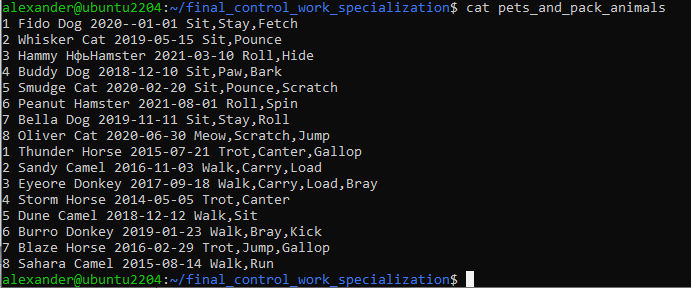 alexander@ubuntu2204:~/final_control_work_specialization$ cat pets_and_pack_animals
1 Fido Dog 2020--01-01 Sit,Stay,Fetch
2 Whisker Cat 2019-05-15 Sit,Pounce
3 Hammy НфьHamster 2021-03-10 Roll,Hide
4 Buddy Dog 2018-12-10 Sit,Paw,Bark
5 Smudge Cat 2020-02-20 Sit,Pounce,Scratch
6 Peanut Hamster 2021-08-01 Roll,Spin
7 Bella Dog 2019-11-11 Sit,Stay,Roll
8 Oliver Cat 2020-06-30 Meow,Scratch,Jump
1 Thunder Horse 2015-07-21 Trot,Canter,Gallop
2 Sandy Camel 2016-11-03 Walk,Carry,Load
3 Eyeore Donkey 2017-09-18 Walk,Carry,Load,Bray
4 Storm Horse 2014-05-05 Trot,Canter
5 Dune Camel 2018-12-12 Walk,Sit
6 Burro Donkey 2019-01-23 Walk,Bray,Kick
7 Blaze Horse 2016-02-29 Trot,Jump,Gallop
8 Sahara Camel 2015-08-14 Walk,Run
alexander@ubuntu2204:~/final_control_work_specialization$